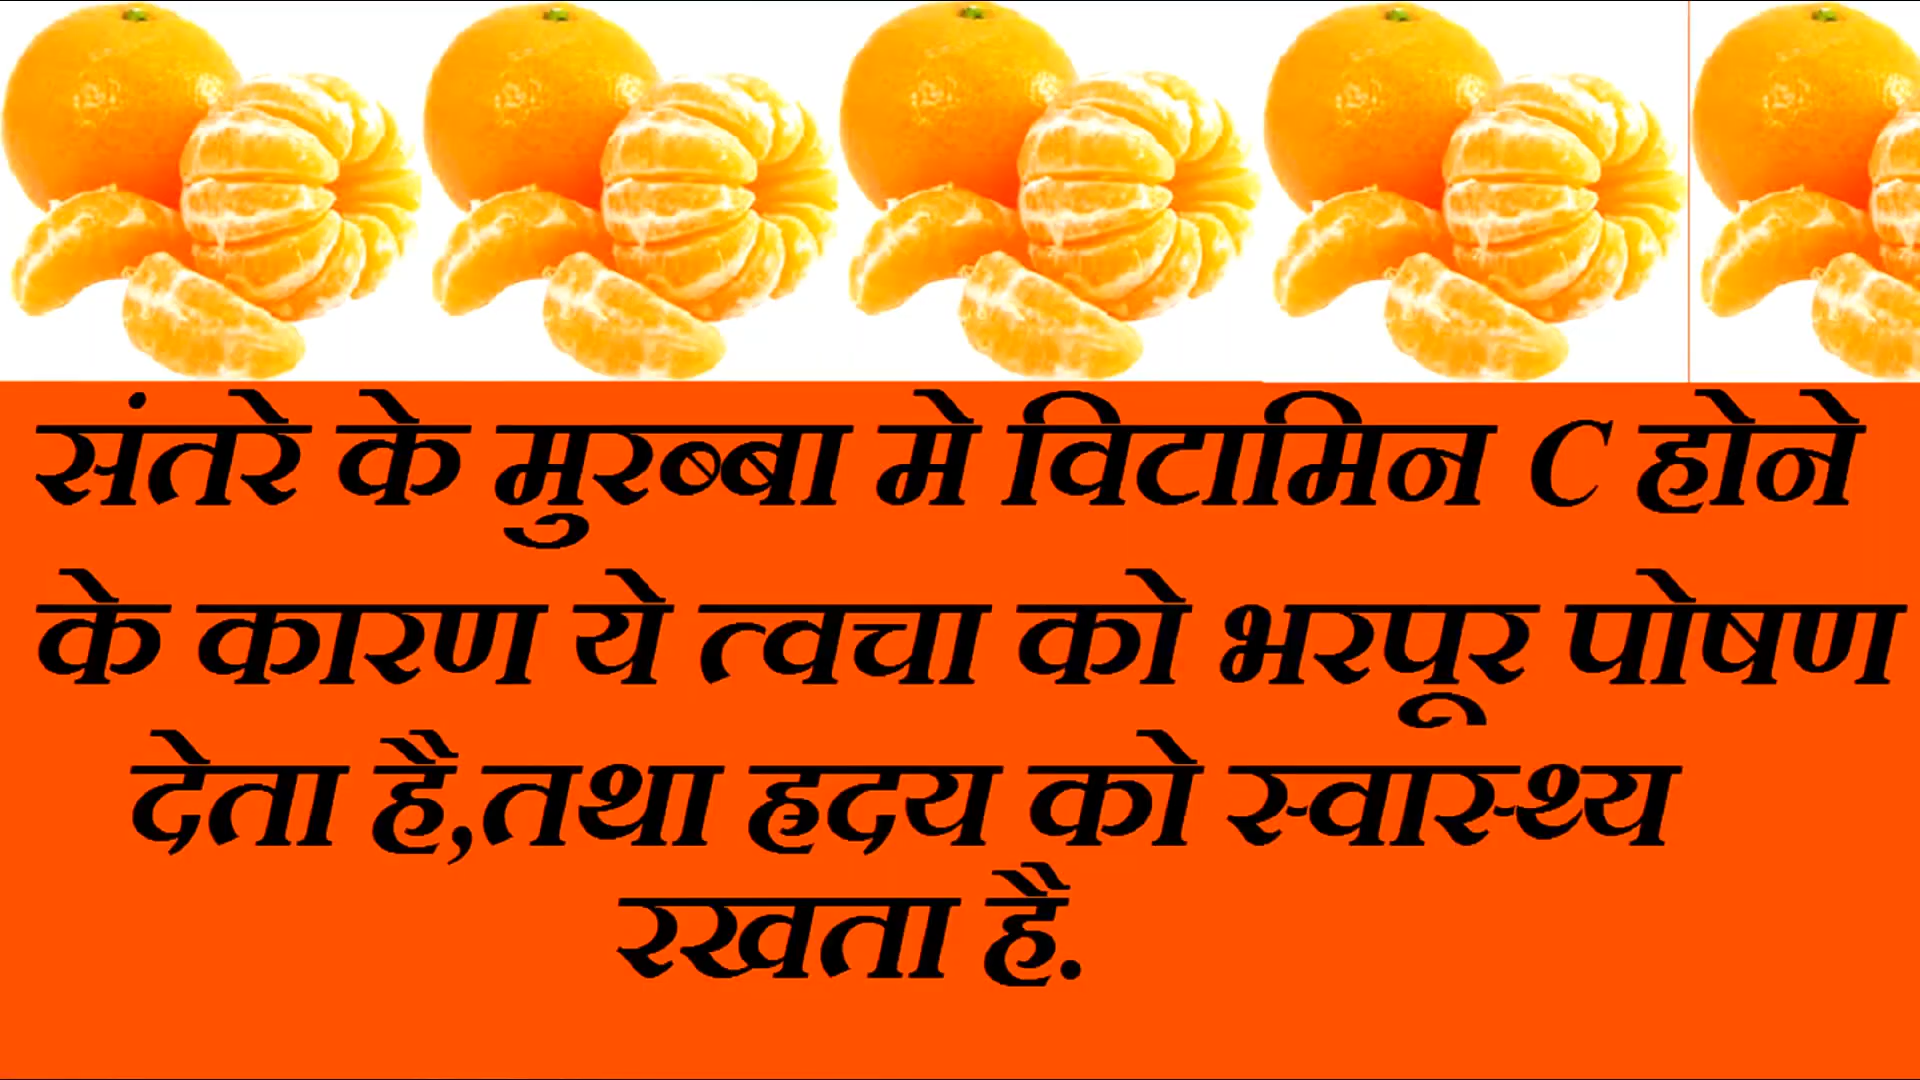 संतरे के मुरब्बा मे विटामिन C होने
के कारण ये त्वचा को भरपूर पोषण
देता है,तथा हृदय को स्वास्थ्य
रखता है.